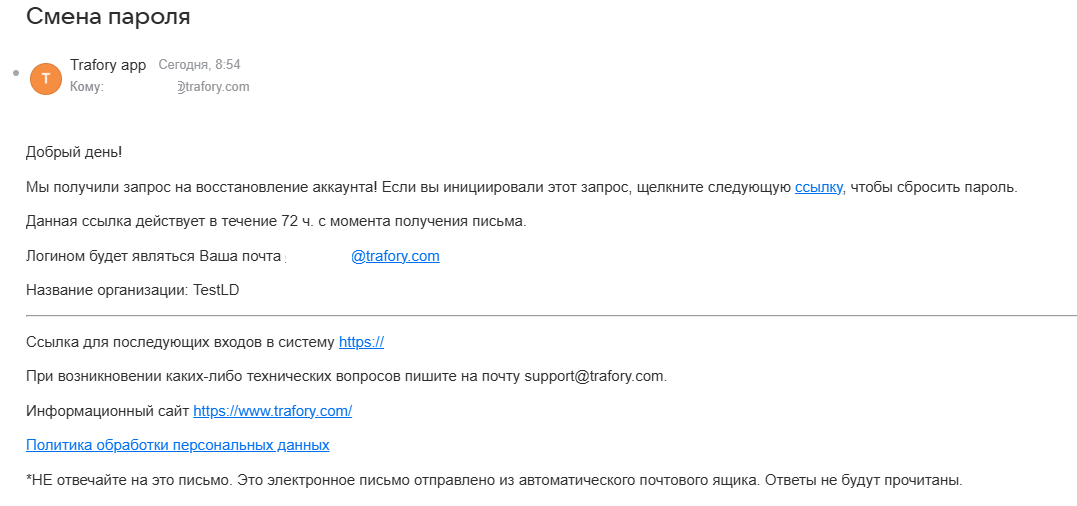 Смена пароля
Т
Trafory app Сегодня, 8:54
Кому: @trafory.com
Добрый день!
Мы получили запрос на восстановление аккаунта! Если вы инициировали этот запрос, щелкните следующую ссылку, чтобы сбросить пароль.
Данная ссылка действует в течение 72 ч. с момента получения письма.
Логином будет являться Ваша почта @trafory.com
Название организации: TestLD
Ссылка для последующих входов в систему https://
При возникновении каких-либо технических вопросов пишите на почту support@trafory.com.
Информационный сайт https://www.trafory.com/
Политика обработки персональных данных
*НЕ отвечайте на это письмо. Это электронное письмо отправлено из автоматического почтового ящика. Ответы не будут прочитаны.